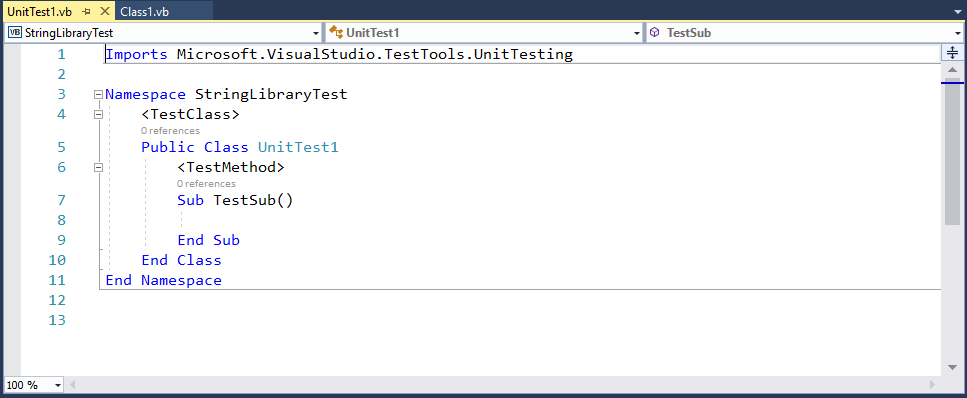 UnitTest1.vb Class1.vb
VB StringLibraryTest UnitTest1 TestSub
1 Imports Microsoft.VisualStudio.TestTools.UnitTesting
2
3 Namespace StringLibraryTest
4 <TestClass>
0 references
5 Public Class UnitTest1
6 <TestMethod>
0 references
7 Sub TestSub()
8
9 End Sub
10 End Class
11 End Namespace
12
13
100 %